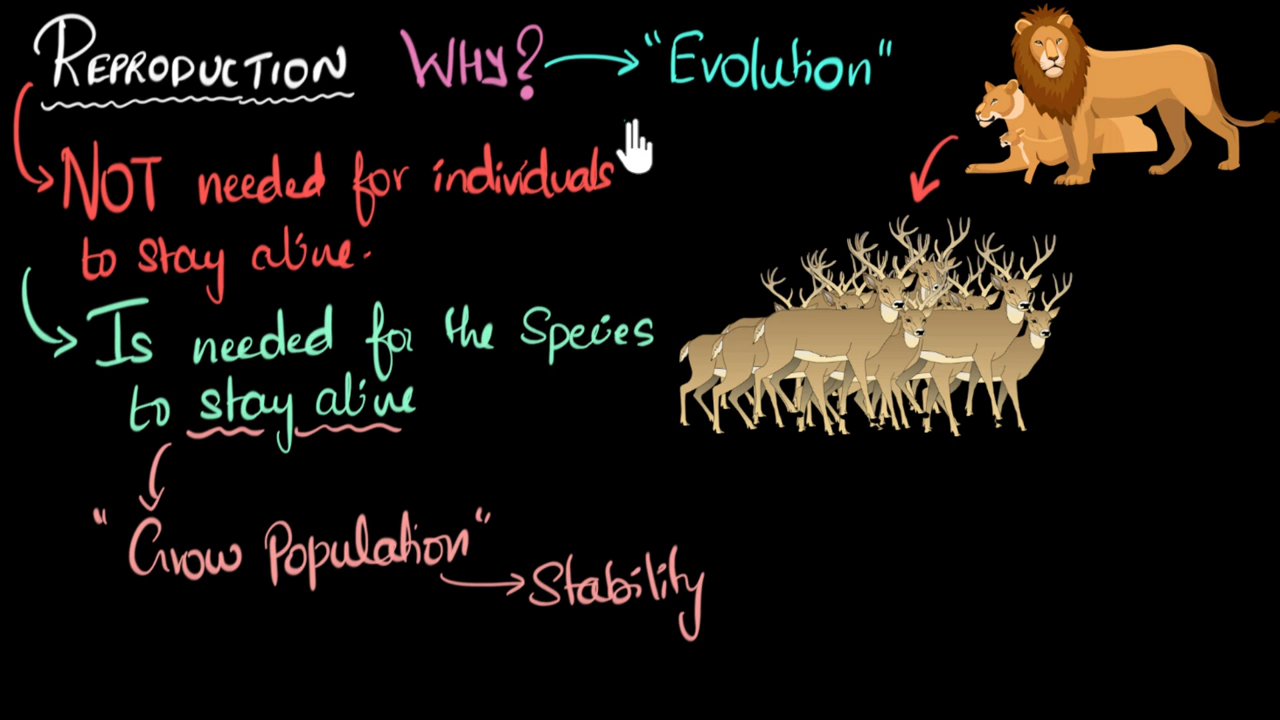 REPRODUCTION WHY? → "Evolution"
NOT needed for individuals
to stay alive.
Is needed for the Species
to stay alive
"Grow Population"
→ Stability